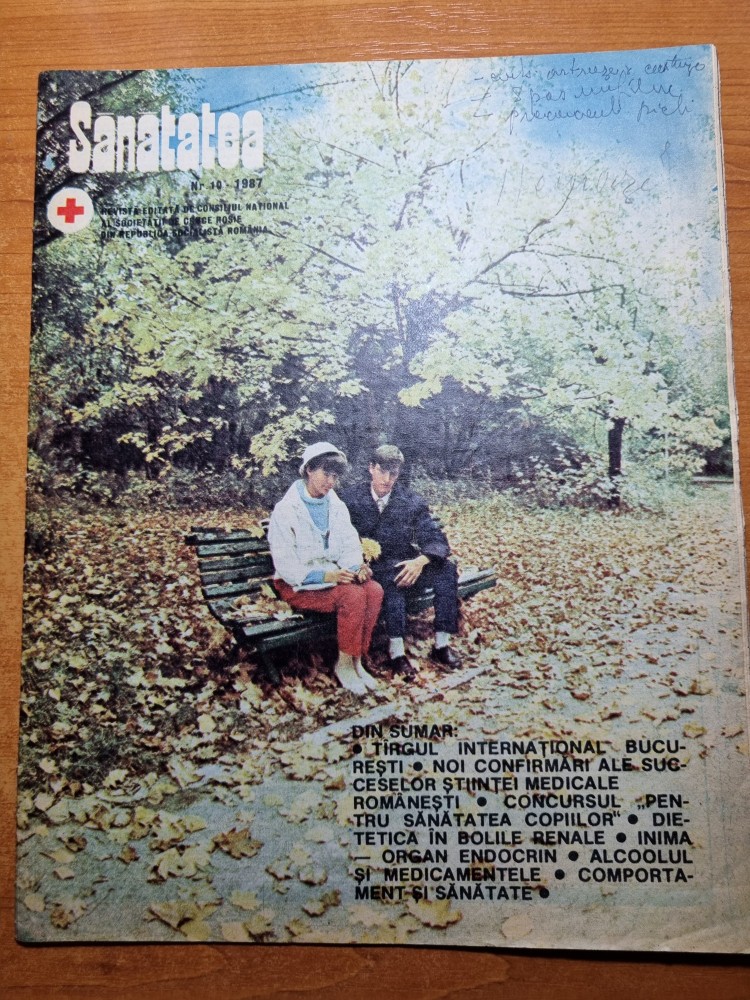 Sanatatea
Nr 10 - 1987
REVISTĂ EDITATĂ DE CONSILIUL NAȚIONAL
AL SOCIETĂȚII DE CRUCE ROȘIE
DIN REPUBLICA SOCIALISTĂ ROMÂNIA
DIN SUMAR:
• TÎRGUL INTERNAȚIONAL BUCU-
REȘTI • NOI CONFIRMĂRI ALE SUC-
CESELOR ȘTIINȚEI MEDICALE
ROMÂNEȘTI • CONCURSUL „PEN-
TRU SĂNĂTATEA COPIILOR" • DIE-
TETICA ÎN BOLILE RENALE • INIMA
— ORGAN ENDOCRIN • ALCOOLUL
ȘI MEDICAMENTELE • COMPORTA-
MENT ȘI SĂNĂTATE •